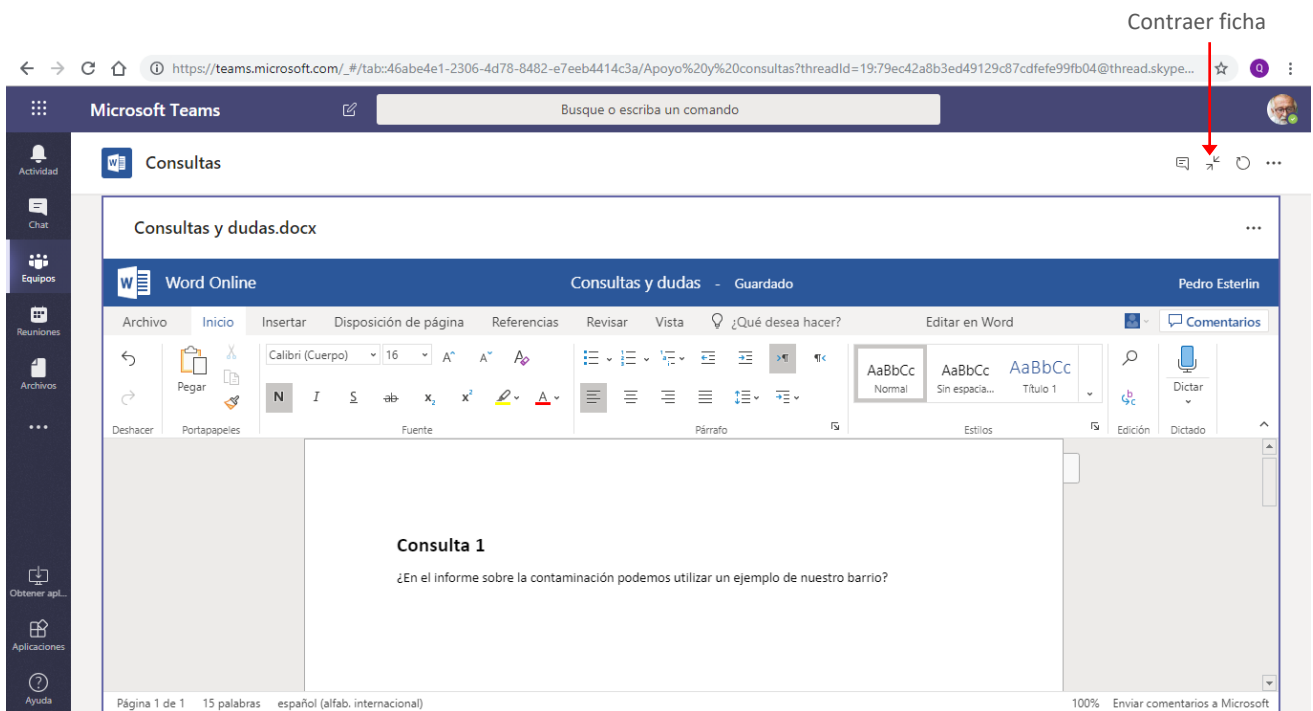 Contraer ficha
https://teams.microsoft.com/_#/tab::46abe4e1-2306-4d78-8482-e7eeb4414c3a/Apoyo%20y%20consultas?threadId=19:79ec42a8b3ed49129c87cdfefe99fb04@thread.skype...
Q
Microsoft Teams
Busque o escriba un comando
Actividad
Chat
Equipos
Reuniones
Archivos
Obtener apl...
Aplicaciones
Ayuda
Consultas
Consultas y dudas.docx
Word Online
Consultas y dudas - Guardado
Pedro Esterlin
Archivo Inicio Insertar Disposición de página Referencias Revisar Vista ¿Qué desea hacer? Editar en Word Comentarios
Calibri (Cuerpo) 16 A A A
Pegar
N I S ab x₂ x² A
AaBbCc AaBbCc AaBbCc
Normal Sin espacia... Título 1
Dictar
Deshacer Portapapeles Fuente Párrafo Estilos Edición Dictado
Consulta 1
¿En el informe sobre la contaminación podemos utilizar un ejemplo de nuestro barrio?
Página 1 de 1 15 palabras español (alfab. internacional) 100% Enviar comentarios a Microsoft